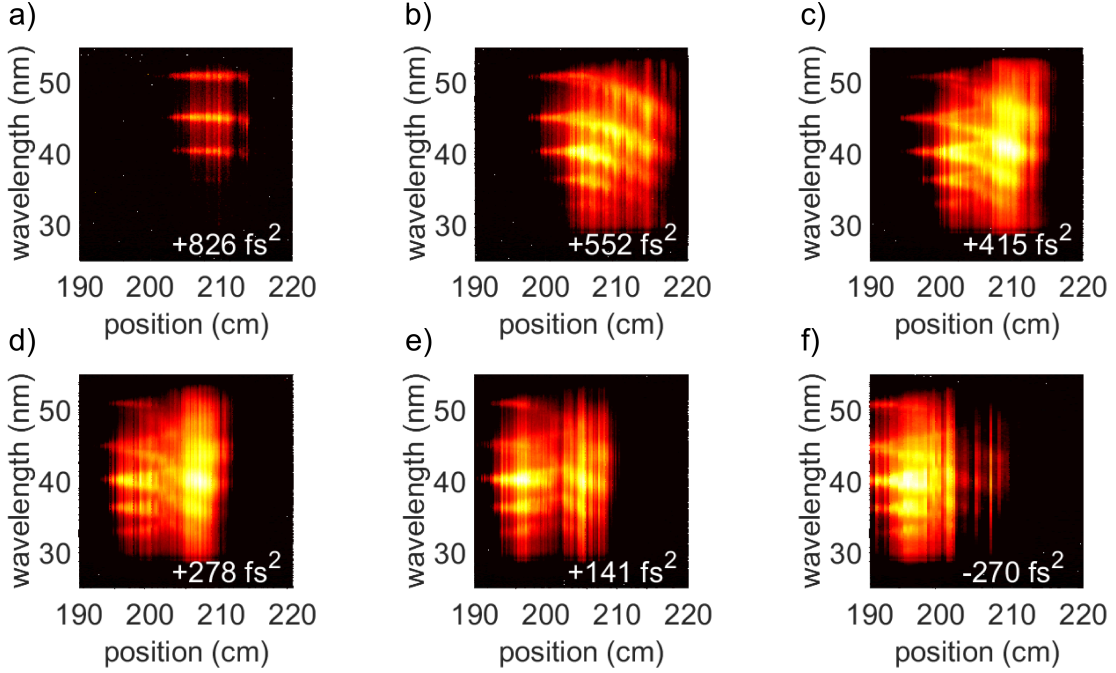 a)
b)
c)
wavelength (nm)
50
40
30
+826 fs²
190 200 210 220
position (cm)
wavelength (nm)
50
40
30
+552 fs²
190 200 210 220
position (cm)
wavelength (nm)
50
40
30
+415 fs²
190 200 210 220
position (cm)
d)
e)
f)
wavelength (nm)
50
40
30
+278 fs²
190 200 210 220
position (cm)
wavelength (nm)
50
40
30
+141 fs²
190 200 210 220
position (cm)
wavelength (nm)
50
40
30
-270 fs²
190 200 210 220
position (cm)